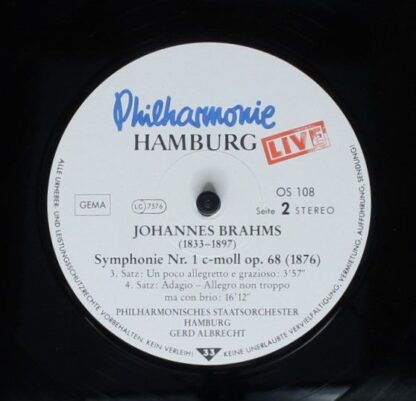 Philharmonie
HAMBURG LIVE
OS 108
GEMA LC 7576 Seite 2 STEREO
JOHANNES BRAHMS
(1833–1897)
Symphonie Nr. 1 c-moll op. 68 (1876)
3. Satz: Un poco allegretto e grazioso: 3'57"
4. Satz: Adagio – Allegro non troppo
ma con brio: 16'12"
PHILHARMONISCHES STAATSORCHESTER
HAMBURG
GERD ALBRECHT
ALLE URHEBER- UND LEISTUNGSSCHUTZRECHTE VORBEHALTEN. KEIN VERLEIH! 33 KEINE UNERLAUBTE VERVIELFÄLTIGUNG, VERMIETUNG, AUFFÜHRUNG, SENDUNG!